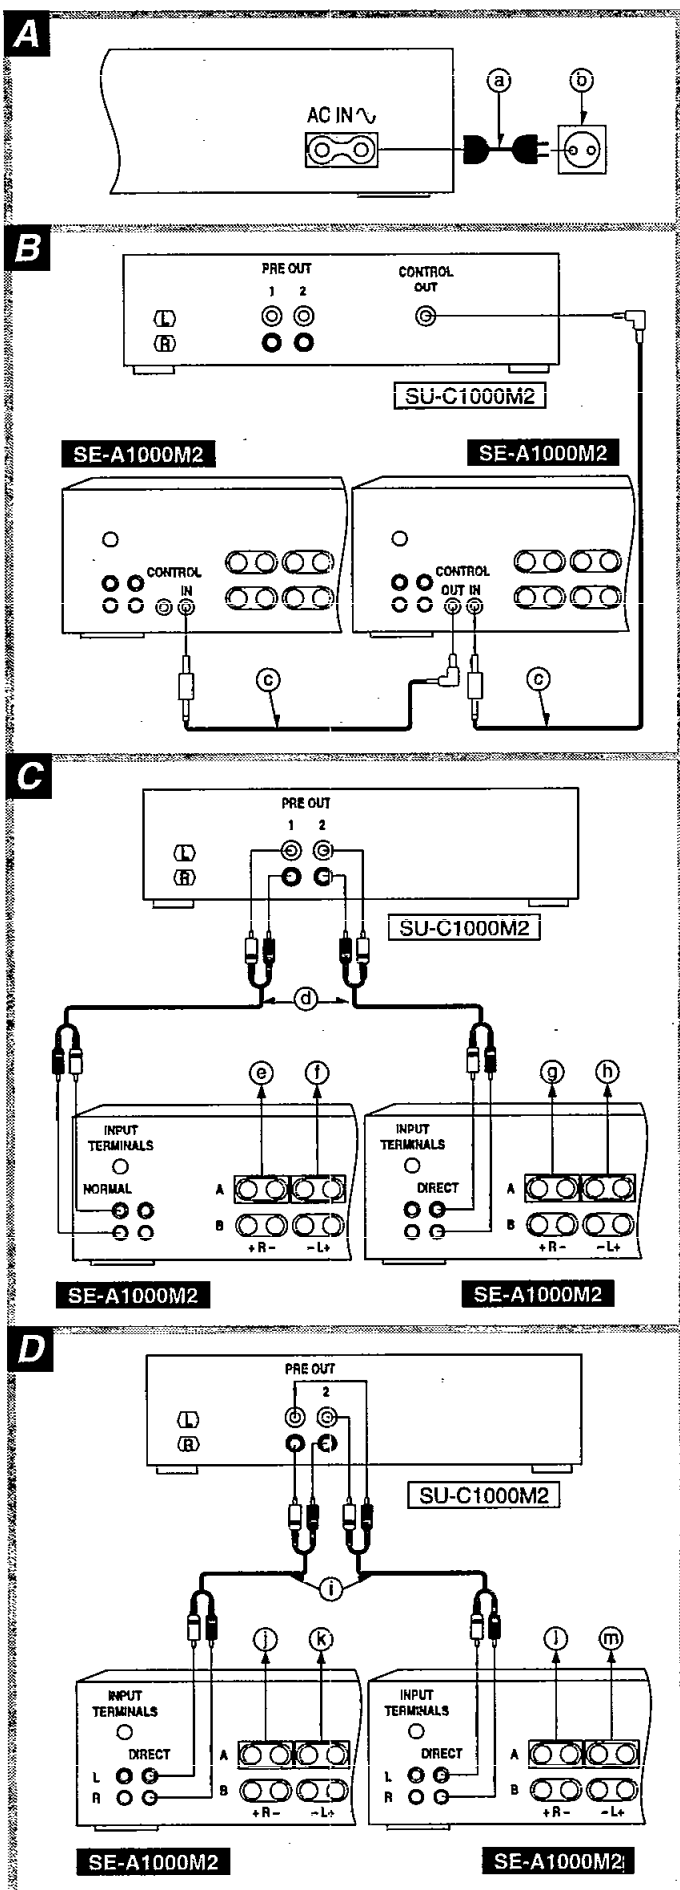 A
ⓐ ⓑ
AC IN ∿
B
PRE OUT
1 2
CONTROL
OUT
L
R
SU-C1000M2
SE-A1000M2 SE-A1000M2
CONTROL
IN
CONTROL
OUT IN
ⓒ ⓒ
C
PRE OUT
1 2
L
R
SU-C1000M2
ⓓ
ⓔ ⓕ ⓖ ⓗ
INPUT
TERMINALS
NORMAL
A
B
+R- -L+
INPUT
TERMINALS
DIRECT
A
B
+R- -L+
SE-A1000M2 SE-A1000M2
D
PRE OUT
1 2
L
R
SU-C1000M2
ⓘ
ⓙ ⓚ ⓛ ⓜ
INPUT
TERMINALS
DIRECT
L
R
A
B
+R- -L+
INPUT
TERMINALS
DIRECT
L
R
A
B
+R- -L+
SE-A1000M2 SE-A1000M2